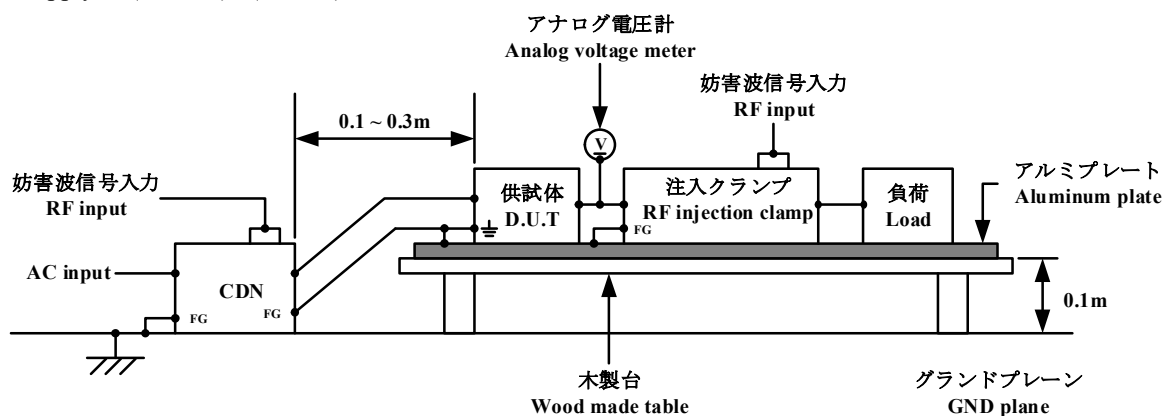 アナログ電圧計
Analog voltage meter
妨害波信号入力
RF input
0.1 ~ 0.3m
V
妨害波信号入力
RF input
供試体
D.U.T
注入クランプ
RF injection clamp
FG
負荷
Load
アルミプレート
Aluminum plate
AC input
CDN
FG
FG
0.1m
木製台
Wood made table
グランドプレーン
GND plane